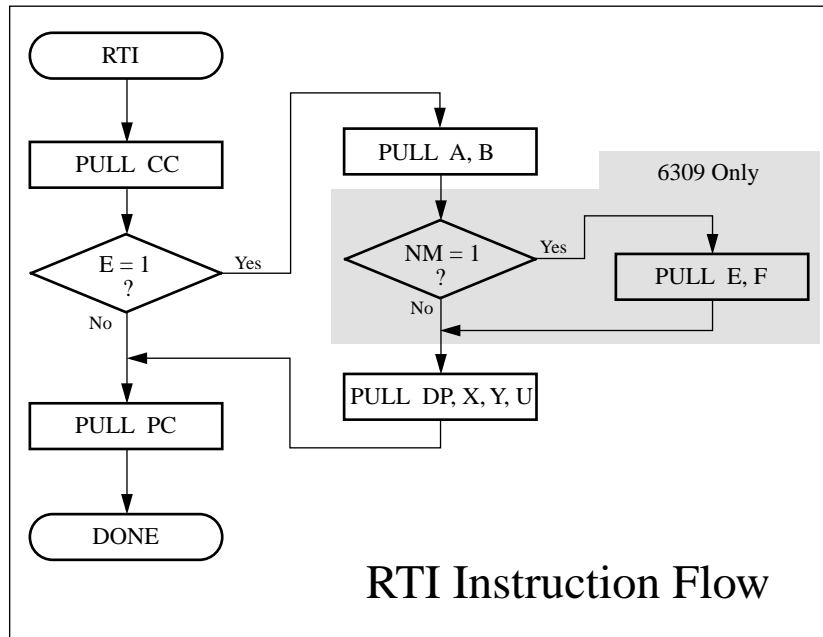 RTI
PULL CC
E = 1
?
Yes
No
PULL PC
DONE
PULL A, B
6309 Only
NM = 1
?
Yes
No
PULL E, F
PULL DP, X, Y, U
RTI Instruction Flow